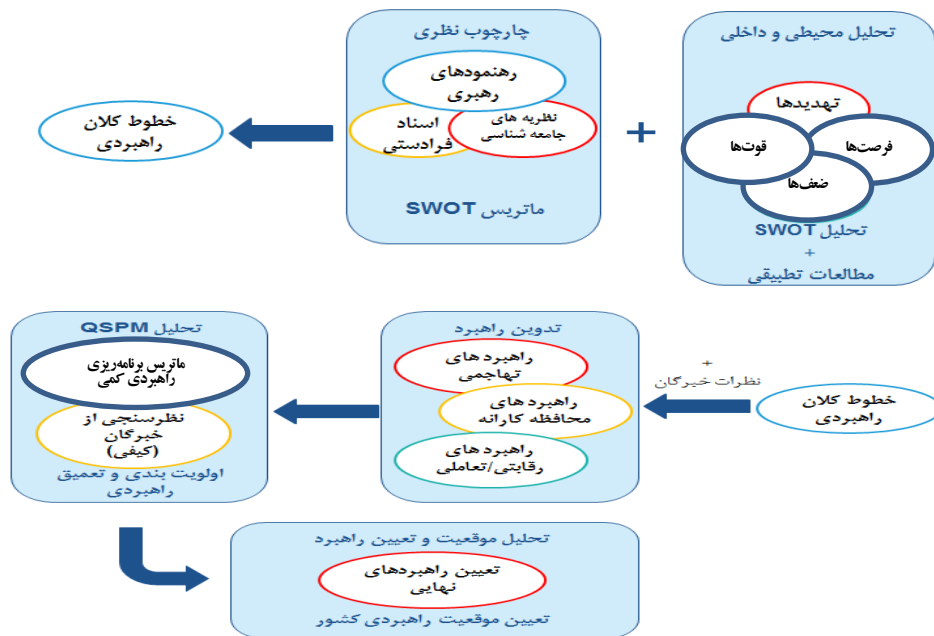 تحلیل محیطی و داخلی
تهدیدها
قوت‌ها
فرصت‌ها
ضعف‌ها
تحلیل SWOT
+
مطالعات تطبیقی
+
چارچوب نظری
رهنمودهای
رهبری
نظریه های
جامعه شناسی
اسناد
فرادستی
ماتریس SWOT
خطوط کلان
راهبردی
خطوط کلان
راهبردی
+
نظرات خبرگان
تدوین راهبرد
راهبردهای
تهاجمی
راهبردهای
محافظه کارانه
راهبردهای
رقابتی/تعاملی
تحلیل QSPM
ماتریس برنامه‌ریزی
راهبردی کمی
نظرسنجی از
خبرگان
(کیفی)
اولویت بندی و تعمیق
راهبردی
تحلیل موقعیت و تعیین راهبرد
تعیین راهبردهای
نهایی
تعیین موقعیت راهبردی کشور